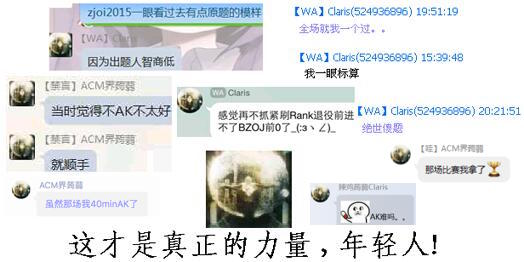 zjoi2015一眼看过去有点原题的模样
【WA】Claris(524936896)
因为出题人智商低
【WA】Claris(524936896) 19:51:19
全场就我一个过。。
【WA】Claris(524936896) 15:39:48
我一眼标算
【禁言】ACM界蒟蒻
当时觉得不AK不太好
【禁言】ACM界蒟蒻
就顺手
ACM界蒟蒻
虽然那场我40minAK了
WA Claris
感觉再不抓紧刷Rank退役前进
不了BZOJ前0了_(:з ヽ∠)_
【WA】Claris(524936896) 20:21:51
绝世傻题
【哇】ACM界蒟蒻
那场比赛我拿了
辣鸡蒟蒻Claris
AK难吗。。
这才是真正的力量，年轻人!